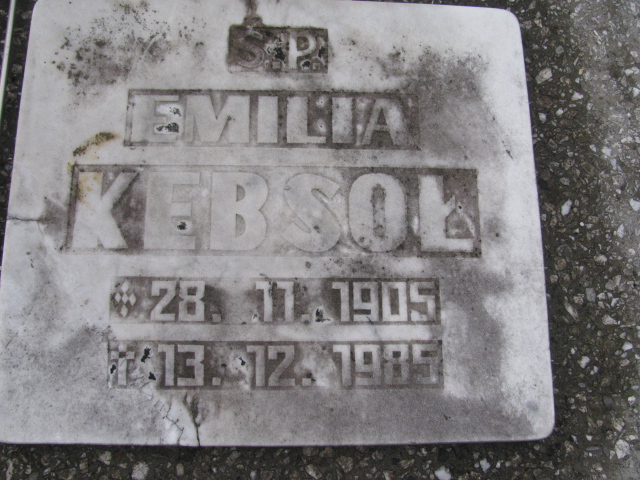 Ś.P.
EMILIA
KEBSOŁ
28. 11. 1905
† 13. 12. 1985